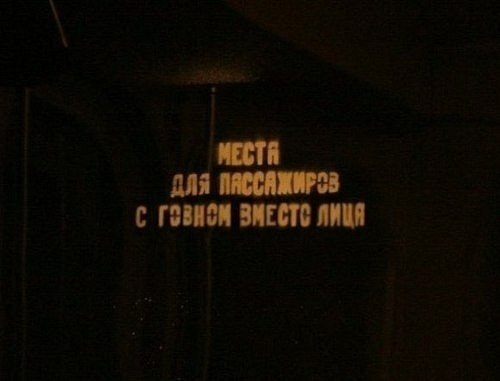 МЕСТА
ДЛЯ ПАССАЖИРОВ
С ГОВНОМ ВМЕСТО ЛИЦА